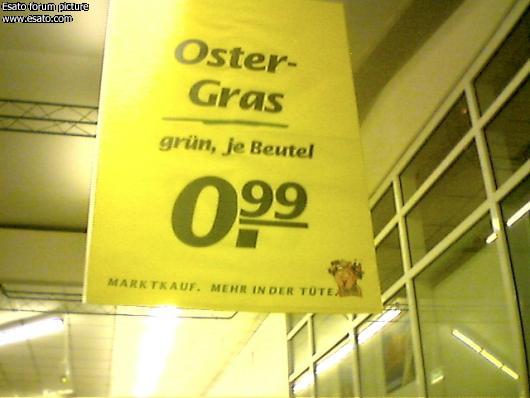 Esato forum picture
www.esato.com
Oster-
Gras
grün, je Beutel
0.99
MARKTKAUF. MEHR IN DER TÜTE.